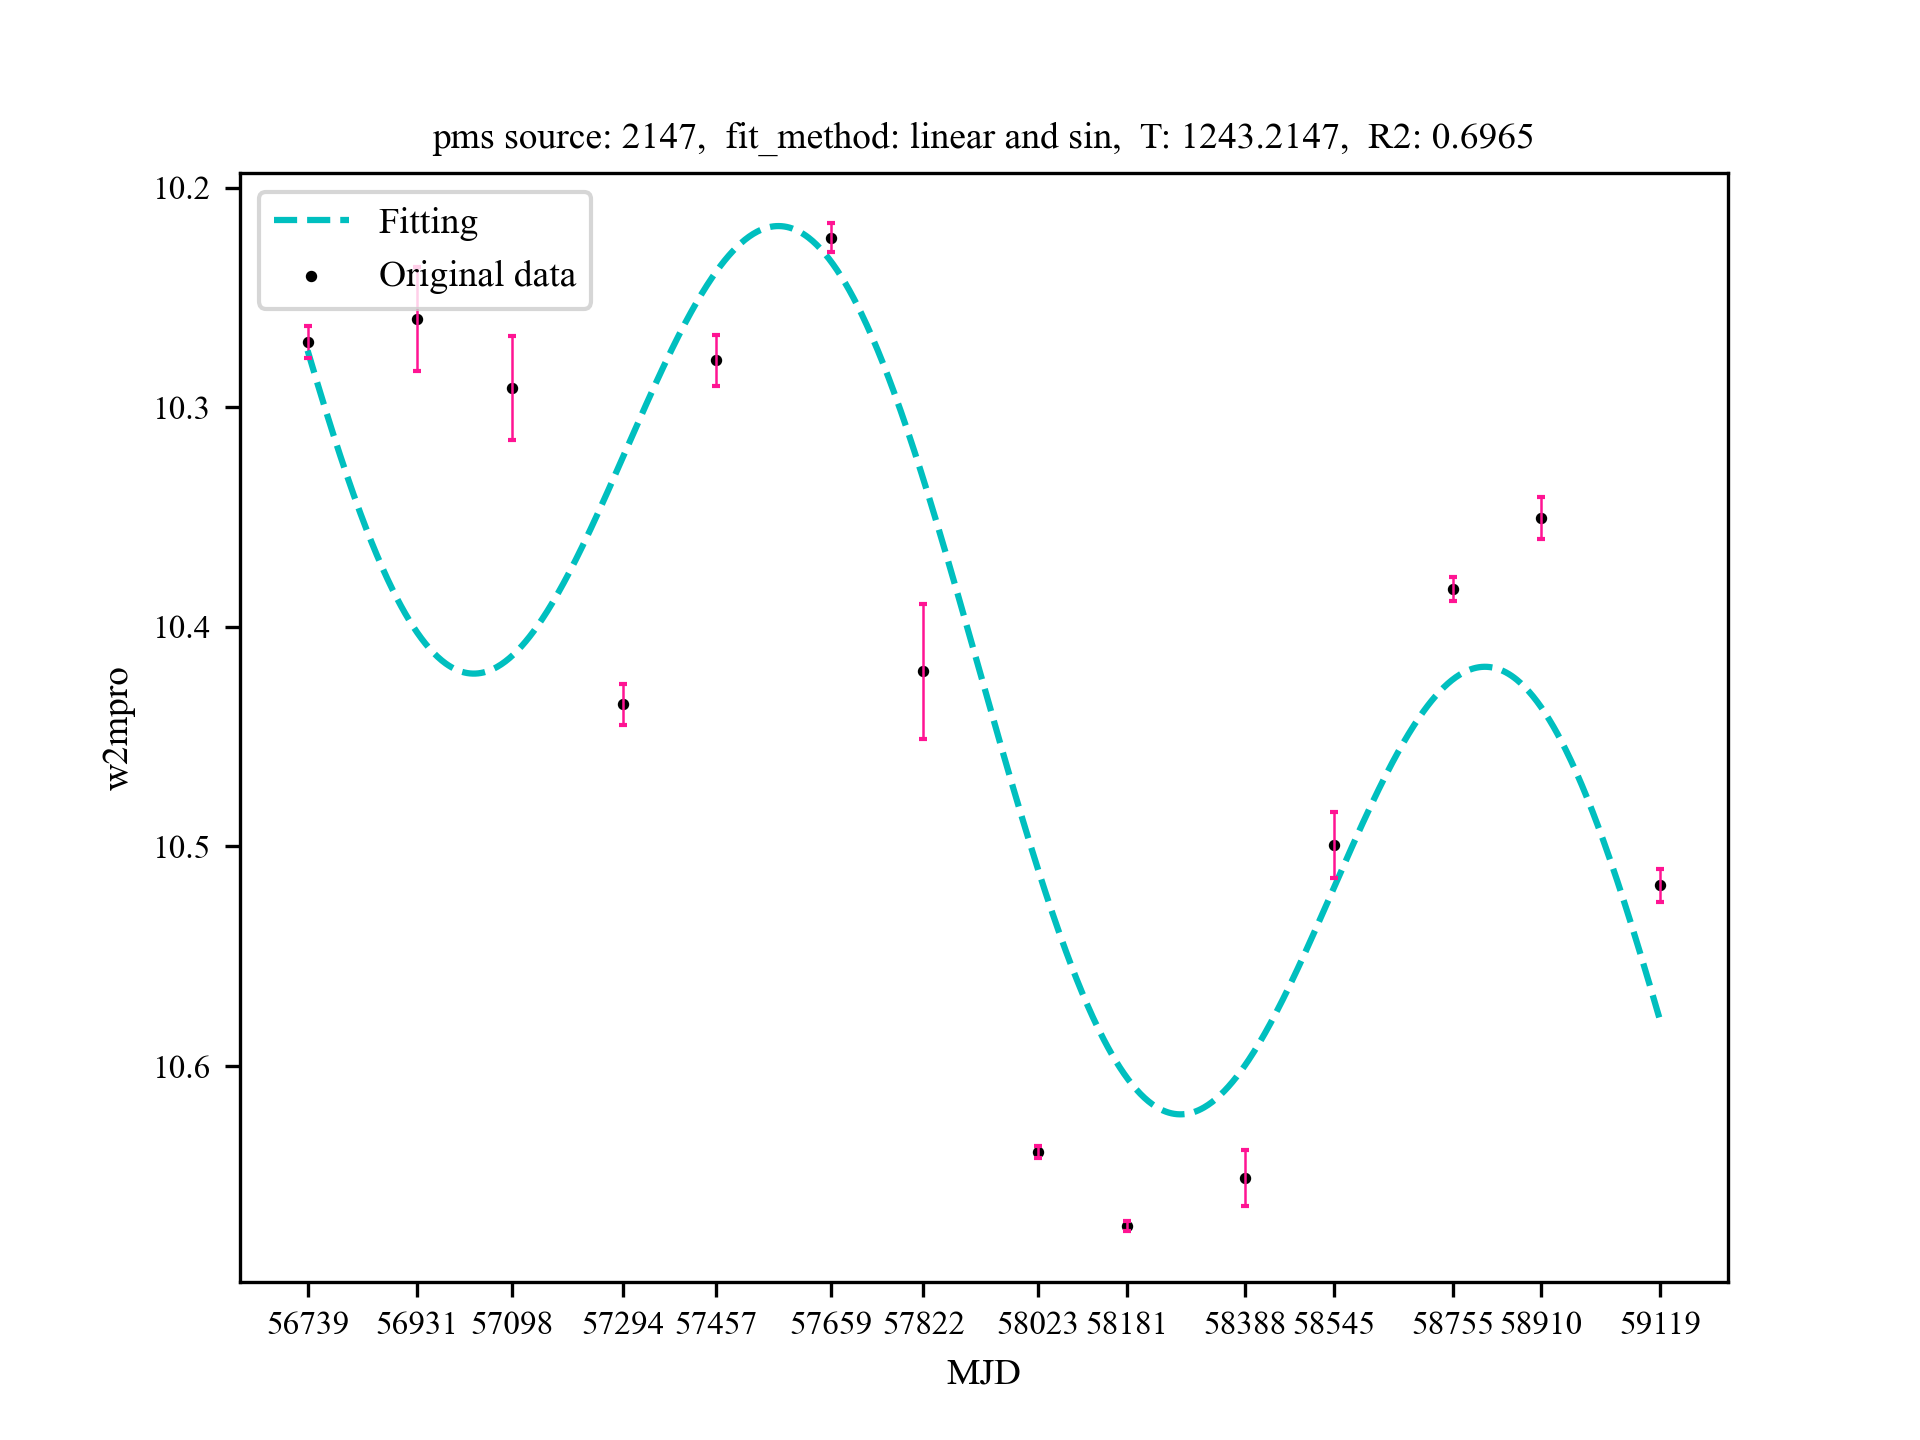 pms source: 2147,  fit_method: linear and sin,  T: 1243.2147,  R2: 0.6965
Fitting
Original data
10.2
10.3
10.4
10.5
10.6
w2mpro
56739 56931 57098 57294 57457 57659 57822 58023 58181 58388 58545 58755 58910 59119
MJD